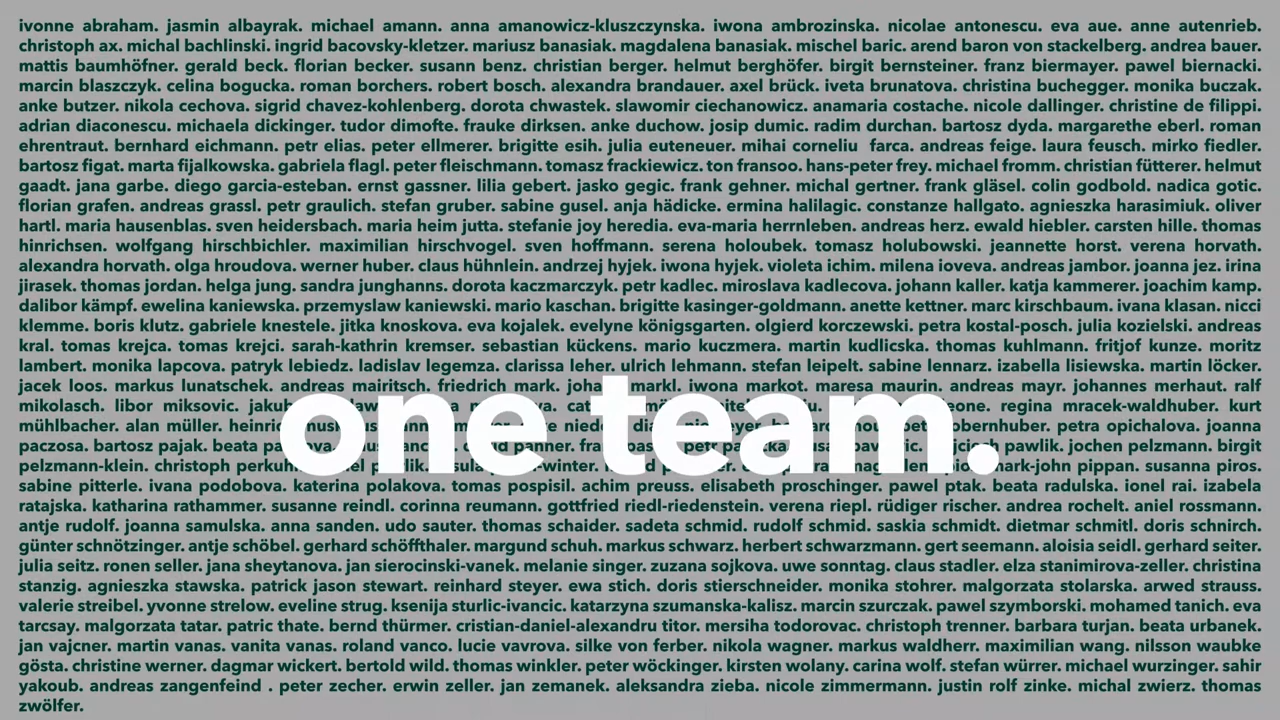 ivonne abraham. jasmin albayrak. michael amann. anna amanowicz-kluszczynska. iwona ambrozinska. nicolae antonescu. eva aue. anne autenrieb.
christoph ax. michal bachlinski. ingrid bacovsky-kletzer. mariusz banasiak. magdalena banasiak. mischel baric. arend baron von stackelberg. andrea bauer.
mattis baumhöfner. gerald beck. florian becker. susann benz. christian berger. helmut berghöfer. birgit bernsteiner. franz biermayer. pawel biernacki.
marcin blaszczyk. celina bogucka. roman borchers. robert bosch. alexandra brandauer. axel brück. iveta brunatova. christina buchegger. monika buczak.
anke butzer. nikola cechova. sigrid chavez-kohlenberg. dorota chwastek. slawomir ciechanowicz. anamaria costache. nicole dallinger. christine de filippi.
adrian diaconescu. michaela dickinger. tudor dimofte. frauke dirksen. anke duchow. josip dumic. radim durchan. bartosz dyda. margarethe eberl. roman
ehrentraut. bernhard eichmann. petr elias. peter ellmerer. brigitte esih. julia euteneuer. mihai corneliu farca. andreas feige. laura feusch. mirko fiedler.
bartosz figat. marta fijalkowska. gabriela flagl. peter fleischmann. tomasz frackiewicz. ton fransoo. hans-peter frey. michael fromm. christian fütterer. helmut
gaadt. jana garbe. diego garcia-esteban. ernst gassner. lilia gebert. jasko gegic. frank gehner. michal gertner. frank gläsel. colin godbold. nadica gotic.
florian grafen. andreas grassl. petr graulich. stefan gruber. sabine gusel. anja hädicke. ermina halilagic. constanze hallgato. agnieszka harasimiuk. oliver
hartl. maria hausenblas. sven heidersbach. maria heim jutta. stefanie joy heredia. eva-maria herrnleben. andreas herz. ewald hiebler. carsten hille. thomas
hinrichsen. wolfgang hirschbichler. maximilian hirschvogel. sven hoffmann. serena holoubek. tomasz holubowski. jeannette horst. verena horvath.
alexandra horvath. olga hroudova. werner huber. claus hühnlein. andrzej hyjek. iwona hyjek. violeta ichim. milena ioveva. andreas jambor. joanna jez. irina
jirasek. thomas jordan. helga jung. sandra junghanns. dorota kaczmarczyk. petr kadlec. miroslava kadlecova. johann kaller. katja kammerer. joachim kamp.
dalibor kämpf. ewelina kaniewska. przemyslaw kaniewski. mario kaschan. brigitte kasinger-goldmann. anette kettner. marc kirschbaum. ivana klasan. nicci
klemme. boris klutz. gabriele knestele. jitka knoskova. eva kojalek. evelyne königsgarten. olgierd korczewski. petra kostal-posch. julia kozielski. andreas
kral. tomas krejca. tomas krejci. sarah-kathrin kremser. sebastian kückens. mario kuczmera. martin kudlicska. thomas kuhlmann. fritjof kunze. moritz
lambert. monika lapcova. patryk lebiedz. ladislav legemza. clarissa leher. ulrich lehmann. stefan leipelt. sabine lennarz. izabella lisiewska. martin löcker.
jacek loos. markus lunatschek. andreas mairitsch. friedrich mark. markl. iwona markot. maresa maurin. andreas mayr. johannes merhaut. ralf
mikolasch. libor miksovic. regina mracek-waldhuber. kurt
mühlbacher. alan müller. obernhuber. petra opichalova. joanna
one team.
paczosa. bartosz pajak. beata pawlik. jochen pelzmann. birgit
pelzmann-klein. christoph pippan. susanna piros.
sabine pitterle. ivana podobova. katerina polakova. tomas pospisil. achim preuss. elisabeth proschinger. pawel ptak. beata radulska. ionel rai. izabela
ratajska. katharina rathammer. susanne reindl. corinna reumann. gottfried riedl-riedenstein. verena riepl. rüdiger rischer. andrea rochelt. aniel rossmann.
antje rudolf. joanna samulska. anna sanden. udo sauter. thomas schaider. sadeta schmid. rudolf schmid. saskia schmidt. dietmar schmitl. doris schnirch.
günter schnötzinger. antje schöbel. gerhard schöffthaler. margund schuh. markus schwarz. herbert schwarzmann. gert seemann. aloisia seidl. gerhard seiter.
julia seitz. ronen seller. jana sheytanova. jan sierocinski-vanek. melanie singer. zuzana sojkova. uwe sonntag. claus stadler. elza stanimirova-zeller. christina
stanzig. agnieszka stawska. patrick jason stewart. reinhard steyer. ewa stich. doris stierschneider. monika stohrer. malgorzata stolarska. arwed strauss.
valerie streibel. yvonne strelow. eveline strug. ksenija sturlic-ivancic. katarzyna szumanska-kalisz. marcin szurczak. pawel szymborski. mohamed tanich. eva
tarcsay. malgorzata tatar. patric thate. bernd thürmer. cristian-daniel-alexandru titor. mersiha todorovac. christoph trenner. barbara turjan. beata urbanek.
jan vajcner. martin vanas. vanita vanas. roland vanco. lucie vavrova. silke von ferber. nikola wagner. markus waldherr. maximilian wang. nilsson waubke
gösta. christine werner. dagmar wickert. bertold wild. thomas winkler. peter wöckinger. kirsten wolany. carina wolf. stefan würrer. michael wurzinger. sahir
yakoub. andreas zangenfeind . peter zecher. erwin zeller. jan zemanek. aleksandra zieba. nicole zimmermann. justin rolf zinke. michal zwierz. thomas
zwölfer.